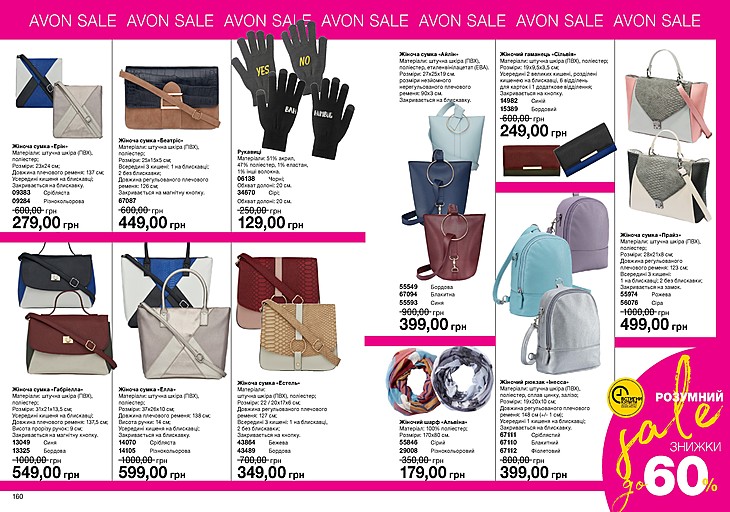 AVON SALE AVON SALE AVON SALE AVON SALE AVON SALE AVON SALE AVON SALE
YES
NO
BAH
HUMBUG
Жіноча сумка «Ерін»
Матеріали: штучна шкіра (ПВХ),
поліестер;
Розміри: 23х24 см;
Довжина плечового ременя: 137 см;
Усередині кишеня на блискавці;
Закривається на блискавку.
09383 Срібляста
09284 Різнокольорова
600,00 грн
279,00 грн
Жіноча сумка «Беатріс»
Матеріали: штучна шкіра (ПВХ),
поліестер;
Розміри: 25х15х5 см;
Всередині 3 кишені: 1 на блискавці;
2 без блискавки;
Довжина регульованого плечового
ременя: 126 см;
Закривається на магнітну кнопку.
67087
600,00 грн
449,00 грн
Рукавиці
Матеріали: 51% акрил,
47% поліестер, 1% еластан,
1% інші волокна.
06138 Чорні;
Обхват долоні: 20 см.
34670 Сірі;
Обхват долоні: 20 см.
250,00 грн
129,00 грн
Жіноча сумка «Габріелла»
Матеріали: штучна шкіра (ПВХ),
поліестер;
Розміри: 31х21х13,5 см;
Усередині кишеня на блискавці;
Довжина плечового ременя: 137,5 см;
Висота прорізу ручок: 9 см;
Закривається на магнітну кнопку.
13049 Синя
13325 Бордова
1000,00 грн
549,00 грн
Жіноча сумка «Елла»
Матеріали: штучна шкіра (ПВХ),
поліестер;
Розміри: 37х26х10 см;
Довжина плечового ременя: 138 см;
Висота ручки: 14 см;
Усередині кишеня на блискавці;
Закривається на блискавку.
14070 Срібляста
14105 Різнокольорова
1000,00 грн
599,00 грн
Жіноча сумка «Естель»
Матеріали:
штучна шкіра (ПВХ), поліестер;
Розміри: 22 / 20х17х6 см;
Довжина регульованого плечового
ременя: 127 см;
Всередині 3 кишені: 1 на блискавці,
2 без блискавки;
Закривається на магнітну кнопку.
43864 Бежева
43489 Бордова
700,00 грн
349,00 грн
160
Жіноча сумка «Айлін»
Матеріали: штучна шкіра (ПВХ),
поліестер, етиленвінілацетат (ЕВА).
Розміри: 27х25х19 см.
розміри незйомного
нерегульованого плечового
ременя: 90х3 см.
Закривається на блискавку.
55549 Бордова
67094 Блакитна
55593 Синя
900,00 грн
399,00 грн
Жіночий гаманець «Сільвія»
Матеріали: штучна шкіра (ПВХ), поліестер;
Розміри: 19х9,5х3,5 см;
Усередині 2 великих кишені, розділені
кишенею на блискавці, 6 відділень
для карток і 1 додаткове відділення;
Закривається на кнопку.
14982 Синій
15389 Бордовий
600,00 грн
249,00 грн
Жіноча сумка «Прайз»
Матеріали: штучна шкіра (ПВХ),
поліестер;
Розміри: 28х21х8 см;
Довжина регульованого
плечового ременя: 123 см;
Всередині 3 кишені:
1 на блискавці; 2 без блискавки;
Закривається на замок.
55974 Рожева
56076 Сіра
1000,00 грн
499,00 грн
Жіночий шарф «Альвіна»
Матеріал: 100% поліестер;
Розміри: 170х80 см.
55846 Сірий
29008 Різнокольоровий
350,00 грн
179,00 грн
Жіночий рюкзак «Інесса»
Матеріали: штучна шкіра (ПВХ),
поліестер, сплав цинку, залізо;
Розміри: 19х20х10 см;
Довжина регульованого плечового
ременя: 148 см (+/- 1 см);
Усередині 1 кишеня на блискавці;
Закривається на блискавку.
67111 Сріблястий
67110 Блакитний
67112 Фіолетовий
800,00 грн
399,00 грн
ВСТИГНИ
КУПИТИ
РОЗУМНИЙ
sale
ЗНИЖКИ
до 60%